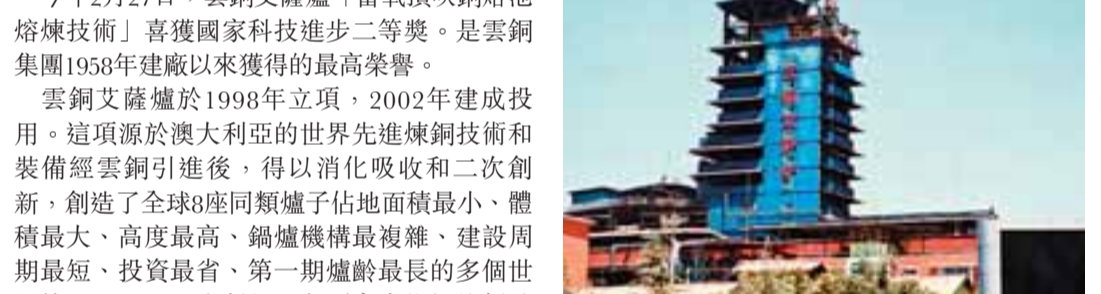 年2月27日，雲銅艾薩爐「富氧頂吹銅熔池
熔煉技術」喜獲國家科技進步二等獎。是雲銅
集團1958年建廠以來獲得的最高榮譽。
雲銅艾薩爐於1998年立項，2002年建成投
用。這項源於澳大利亞的世界先進煉銅技術和
裝備經雲銅引進後，得以消化吸收和二次創
新，創造了全球8座同類爐子佔地面積最小、體
積最大、高度最高、鍋爐機構最複雜、建設周
期最短、投資最省、第一期爐齡最長的多個世